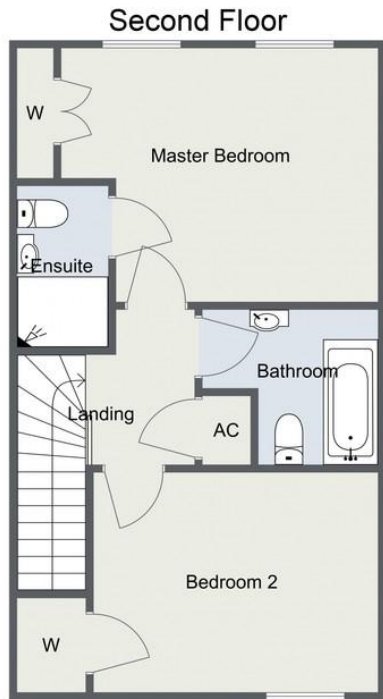 Second Floor
W
Master Bedroom
Ensuite
Bathroom
Landing
AC
Bedroom 2
W